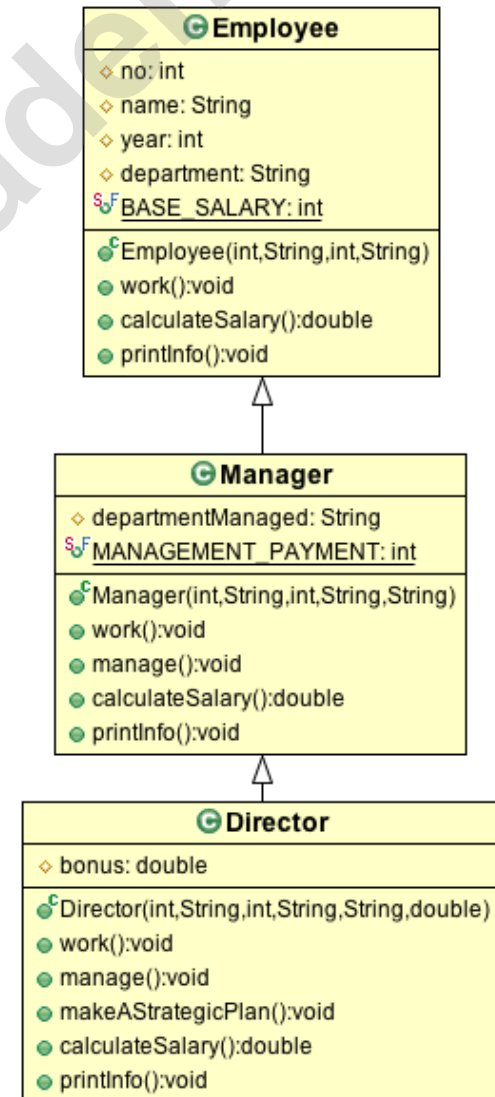 Employee
no: int
name: String
year: int
department: String
BASE_SALARY: int
Employee(int,String,int,String)
work():void
calculateSalary():double
printInfo():void
Manager
departmentManaged: String
MANAGEMENT_PAYMENT: int
Manager(int,String,int,String,String)
work():void
manage():void
calculateSalary():double
printInfo():void
Director
bonus: double
Director(int,String,int,String,String,double)
work():void
manage():void
makeAStrategicPlan():void
calculateSalary():double
printInfo():void